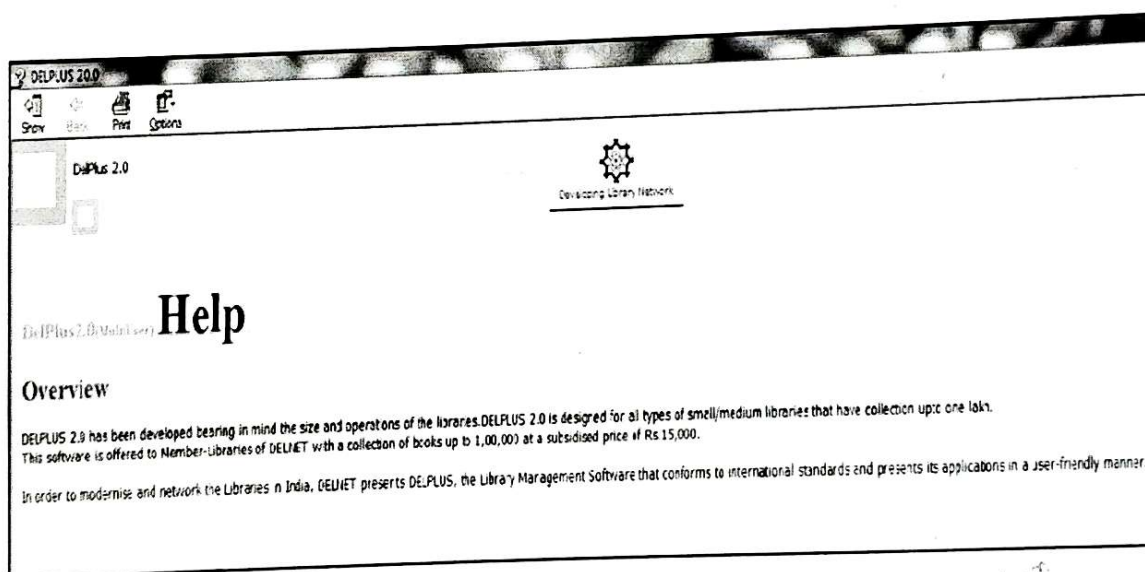 DELPLUS 20.0
Show Back Print Options
DelPlus 2.0
Developing Library Network
DelPlus2.0(MultiUser) Help
Overview
DELPLUS 2.0 has been developed bearing in mind the size and operations of the libraries.DELPLUS 2.0 is designed for all types of small/medium libraries that have collection upto one lakh.
This software is offered to Member-Libraries of DELNET with a collection of books up to 1,00,000 at a subsidised price of Rs 15,000.
In order to modernise and network the Libraries in India, DELNET presents DELPLUS, the Library Management Software that conforms to international standards and presents its applications in a user-friendly manner.